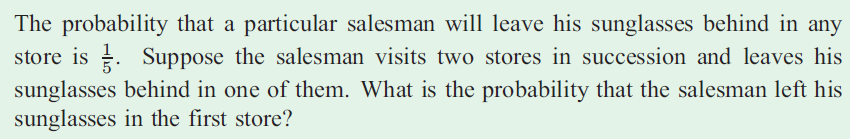 The probability that a particular salesman will leave his sunglasses behind in any
store is 1/5. Suppose the salesman visits two stores in succession and leaves his
sunglasses behind in one of them. What is the probability that the salesman left his
sunglasses in the first store?